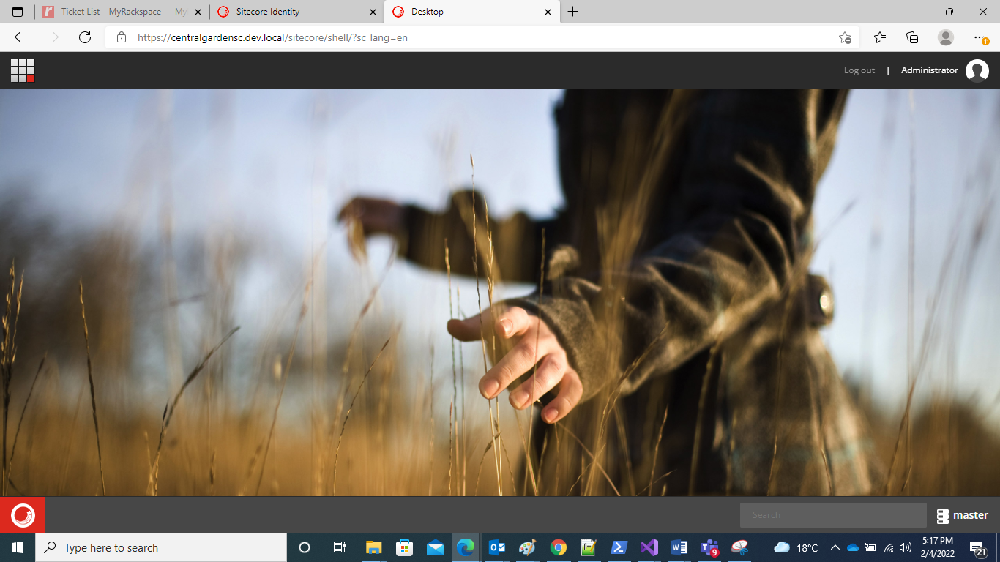 Ticket List – MyRackspace — My
Sitecore Identity
Desktop
https://centralgardensc.dev.local/sitecore/shell/?sc_lang=en
Log out | Administrator
Search
master
Type here to search
9
18°C
5:17 PM
2/4/2022
21